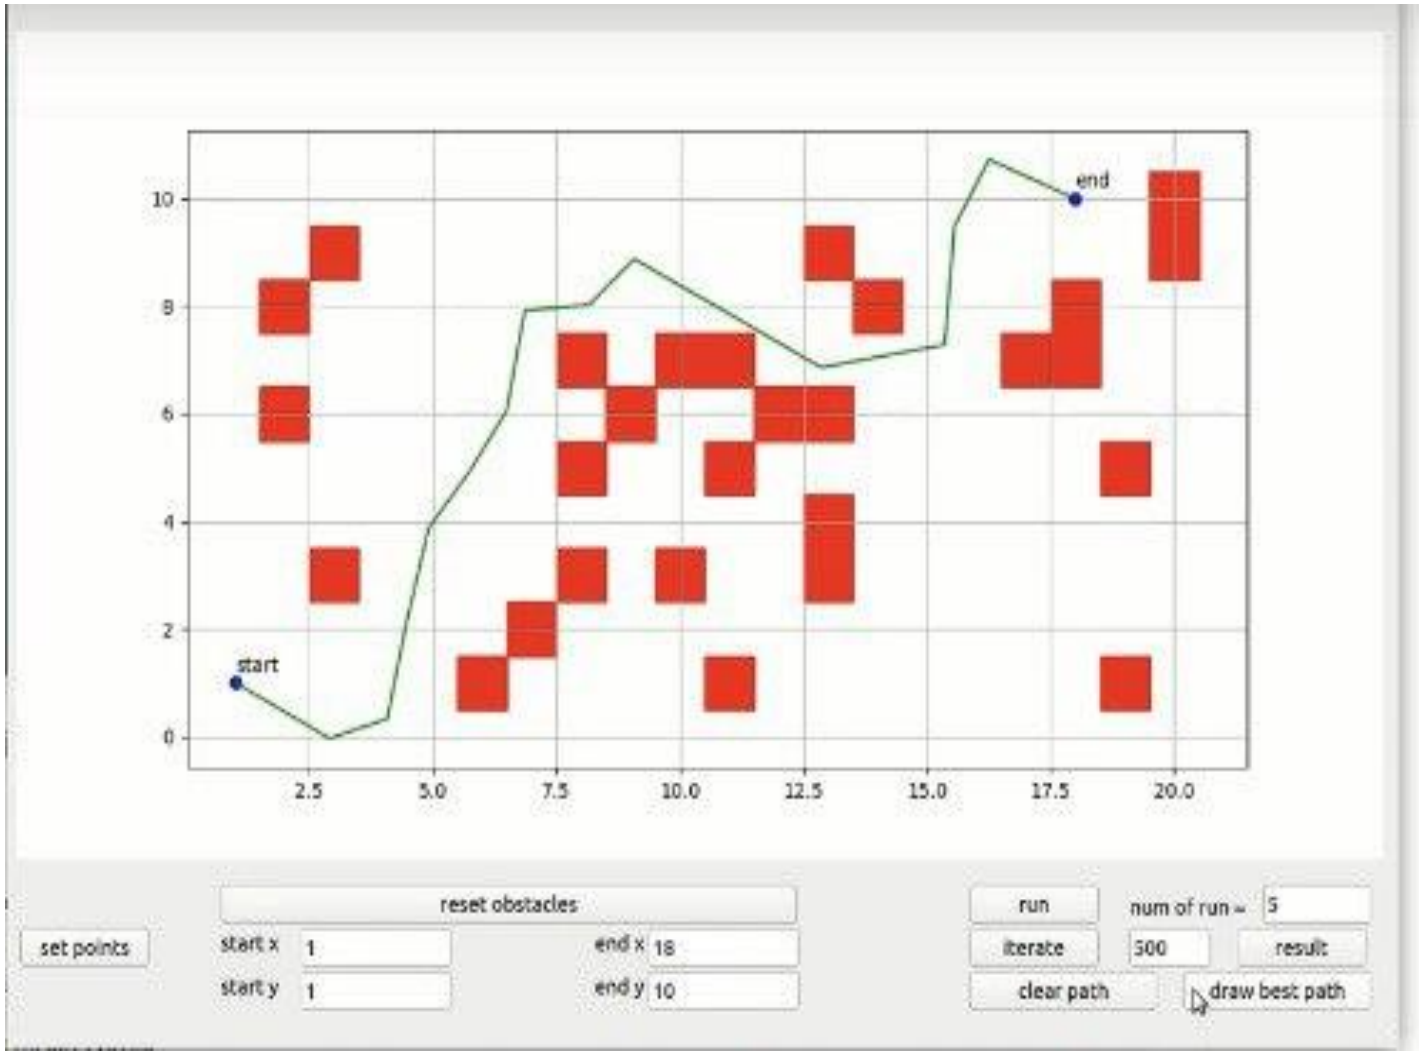 end
10
8
6
4
2
start
0
2.5 5.0 7.5 10.0 12.5 15.0 17.5 20.0
reset obstacles run num of run = 5
set points start x 1 end x 18 iterate 500 result
start y 1 end y 10 clear path draw best path